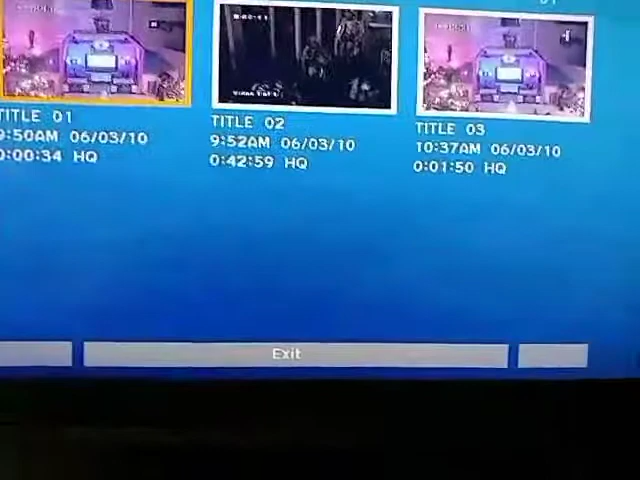 TITLE 01
9:50AM 06/03/10
0:00:34 HQ
TITLE 02
9:52AM 06/03/10
0:42:59 HQ
TITLE 03
10:37AM 06/03/10
0:01:50 HQ
Exit